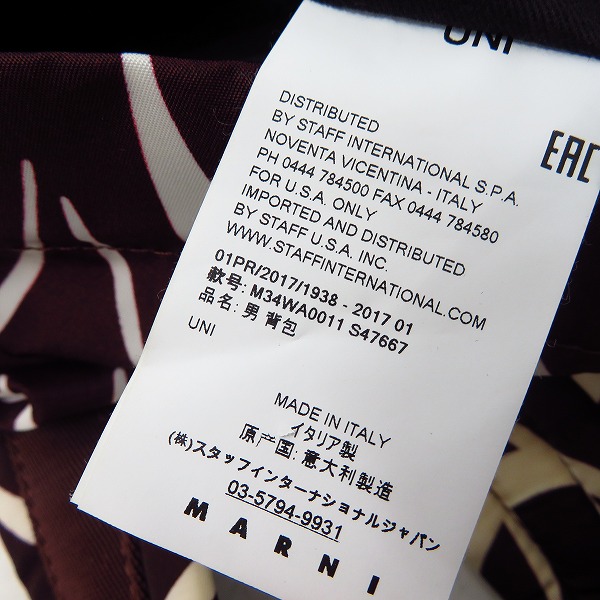 UNI
DISTRIBUTED
BY STAFF INTERNATIONAL S.P.A.
NOVENTA VICENTINA - ITALY
PH 0444 784500 FAX 0444 784580
FOR U.S.A. ONLY
IMPORTED AND DISTRIBUTED
BY STAFF U.S.A. INC.
WWW.STAFFINTERNATIONAL.COM
EAC
01PR/2017/1938 - 2017 01
款号: M34WA0011 S47667
品名: 男 背包
UNI
MADE IN ITALY
イタリア製
原产国: 意大利製造
(株)スタッフインターナショナルジャパン
03-5794-9931
MARNI